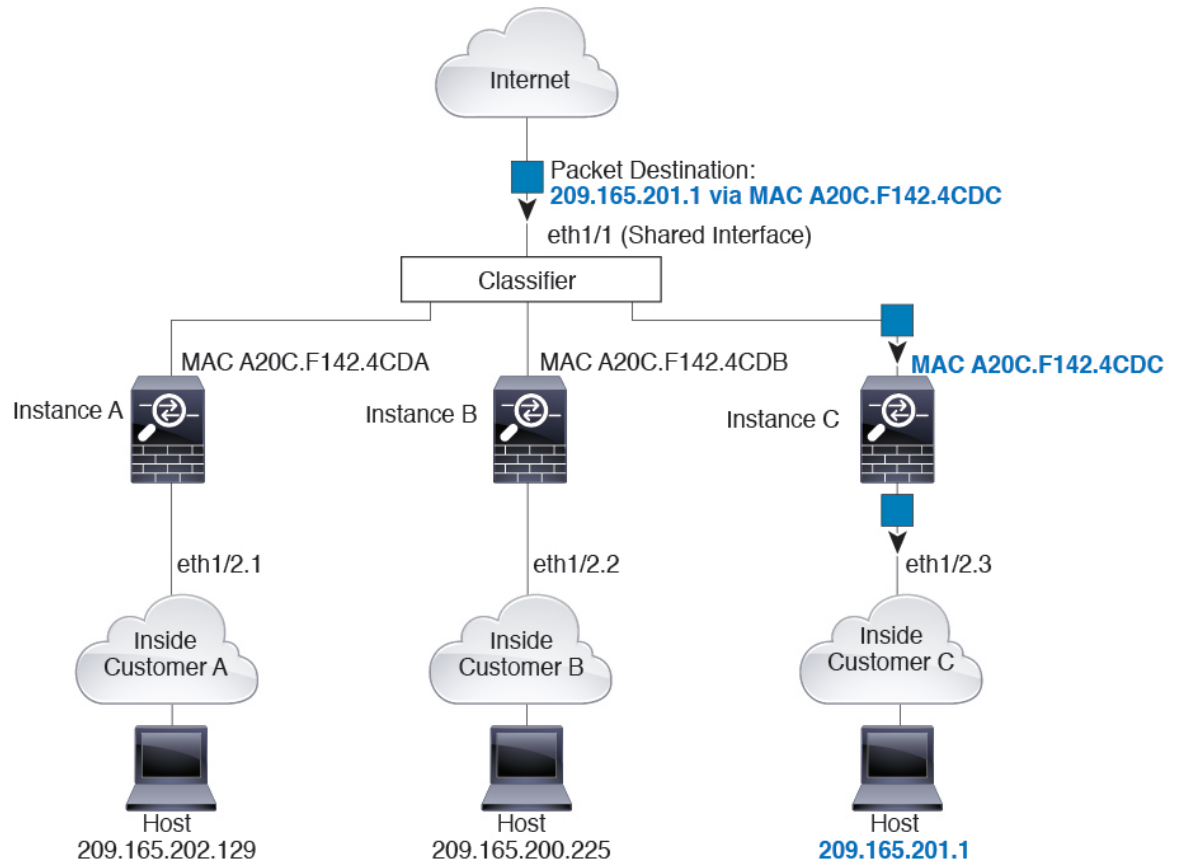 Internet
Packet Destination:
209.165.201.1 via MAC A20C.F142.4CDC
eth1/1 (Shared Interface)
Classifier
MAC A20C.F142.4CDA
MAC A20C.F142.4CDB
MAC A20C.F142.4CDC
Instance A
Instance B
Instance C
eth1/2.1
eth1/2.2
eth1/2.3
Inside
Customer A
Inside
Customer B
Inside
Customer C
Host
209.165.202.129
Host
209.165.200.225
Host
209.165.201.1